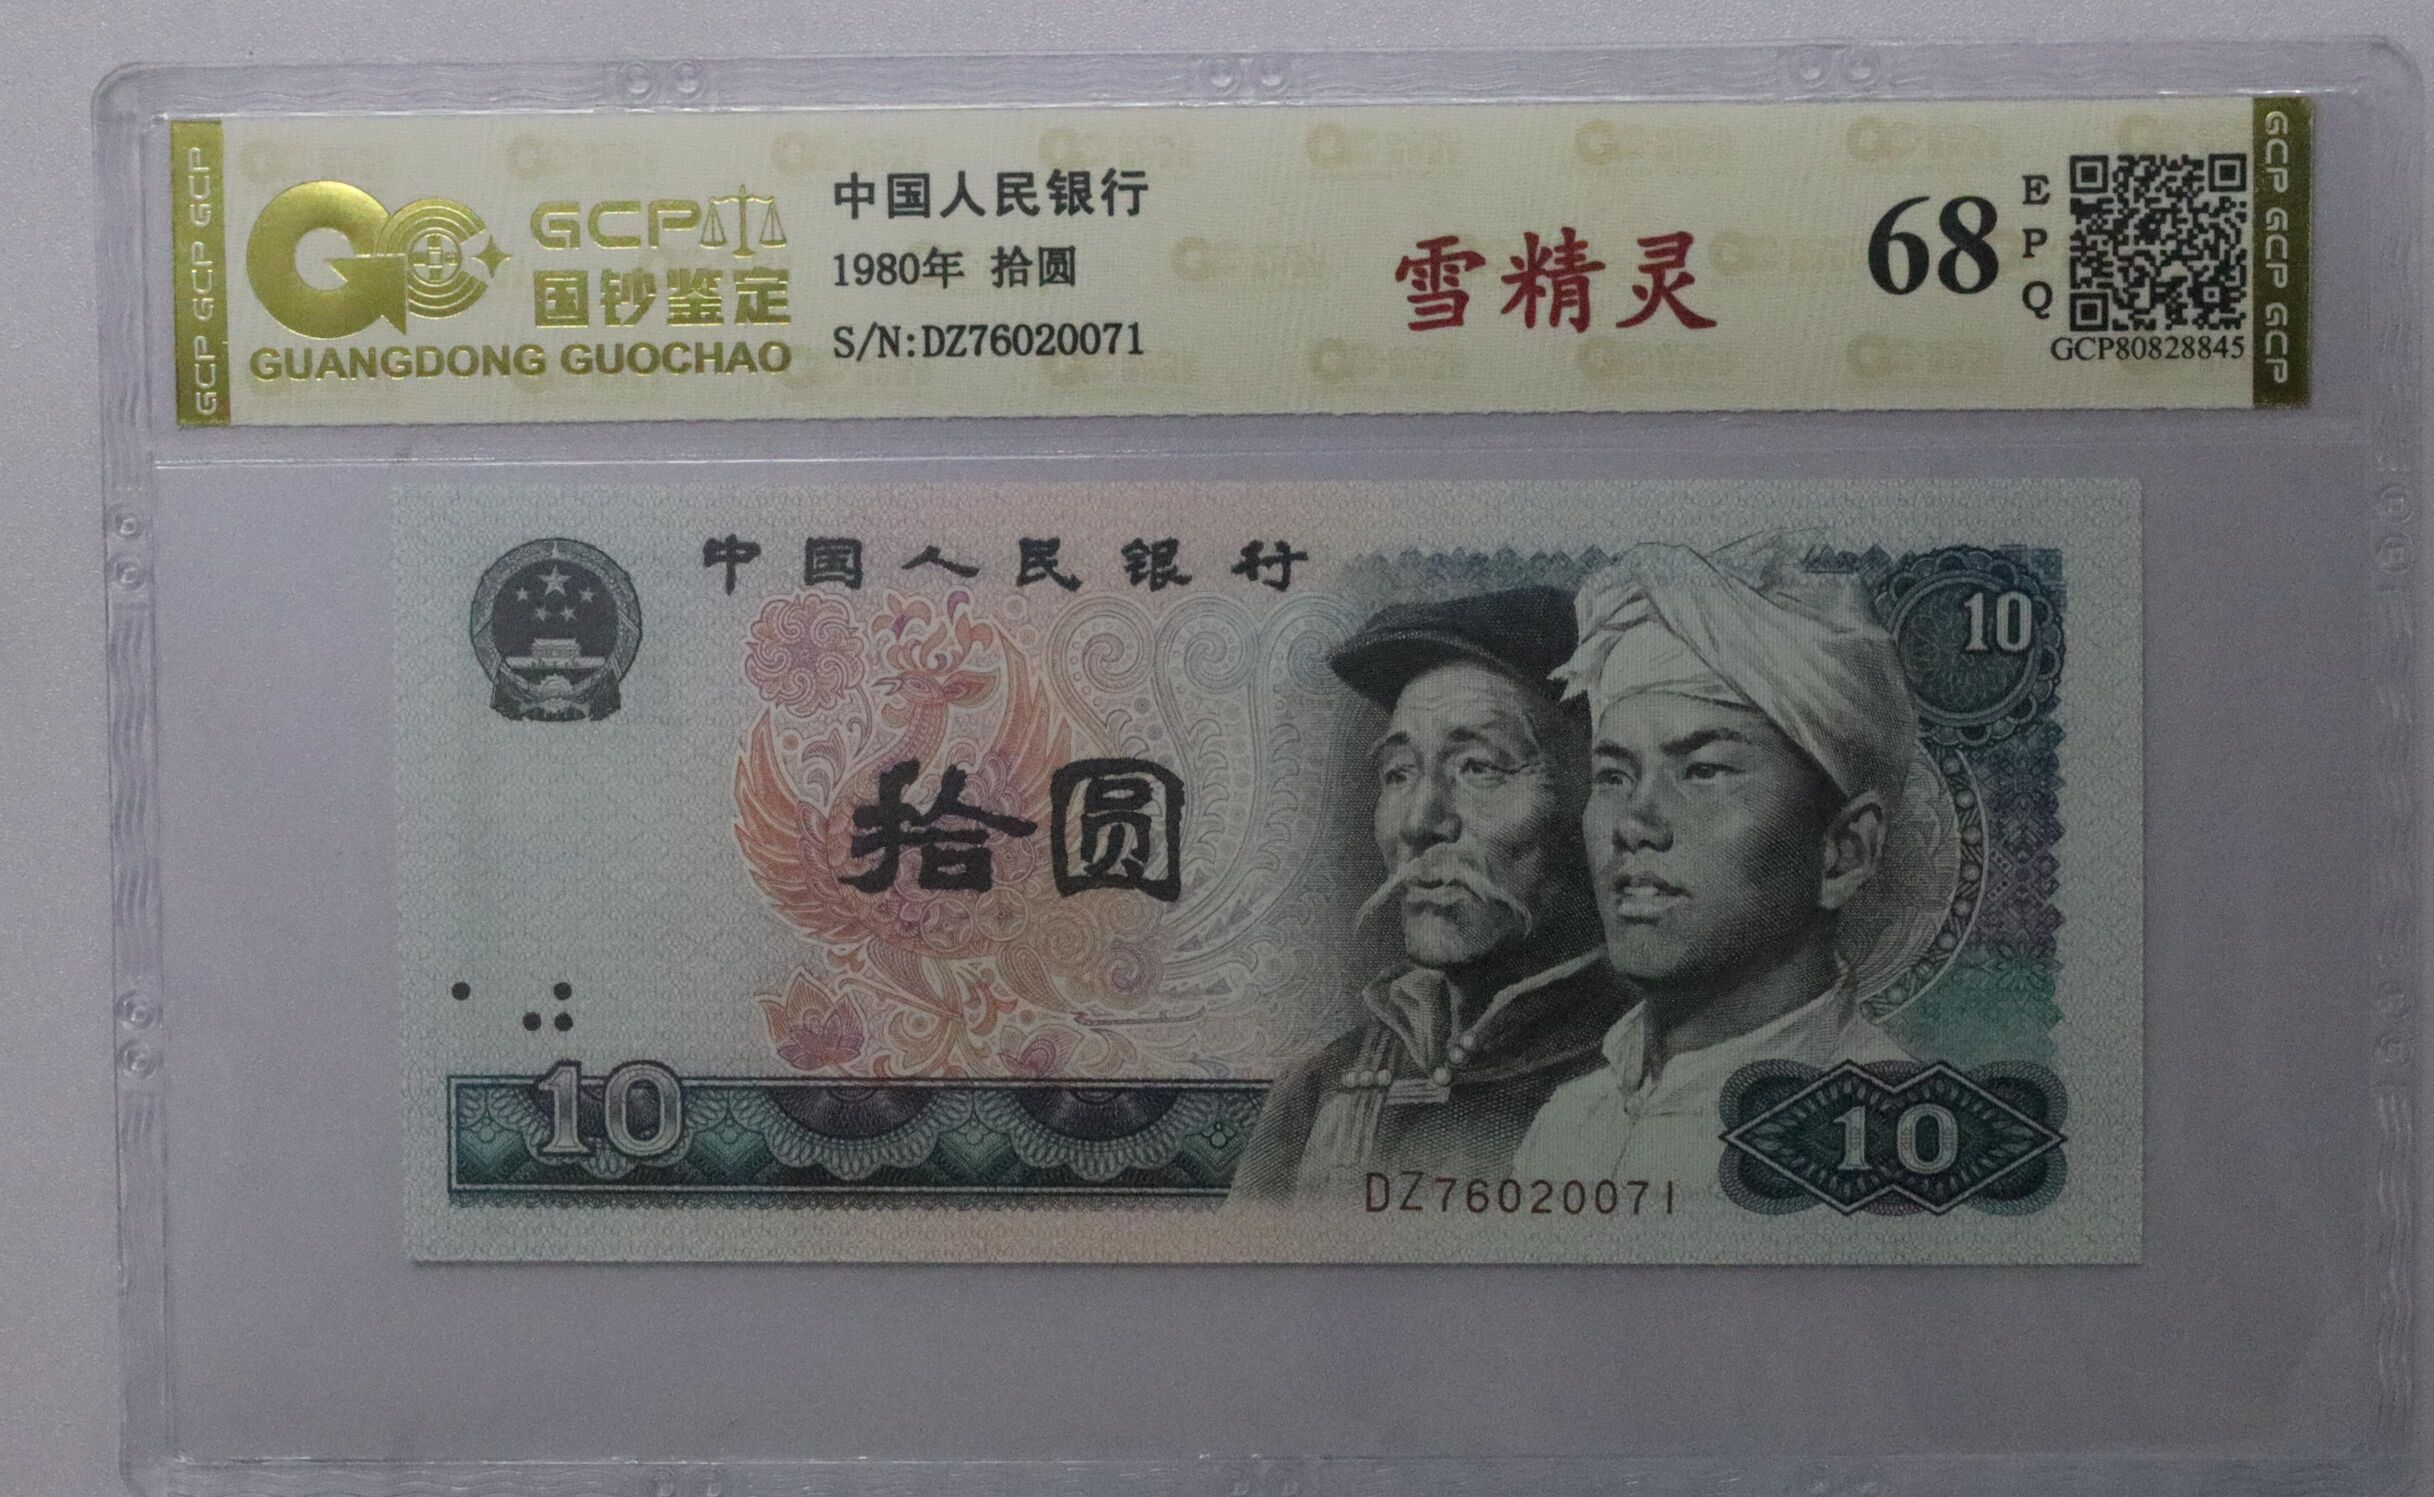 GCP GCP GCP
GCP
国钞鉴定
GUANGDONG GUOCHAO
中国人民银行
1980年 拾圆
S/N:DZ76020071
雪精灵
68
EPQ
GCP80828845
GCP GCP GCP
中国人民银行
10
拾圆
10
10
DZ76020071